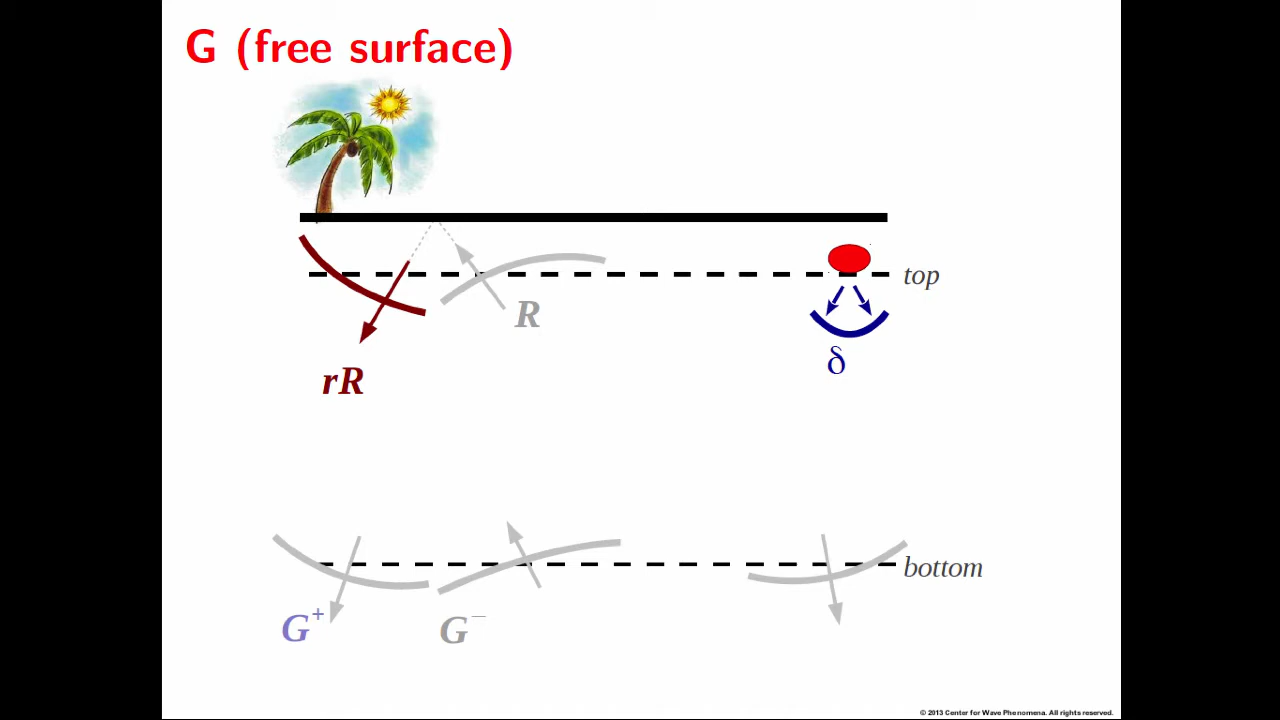 G (free surface)
top
R
δ
rR
bottom
G⁺
G⁻
© 2013 Center for Wave Phenomena. All rights reserved.